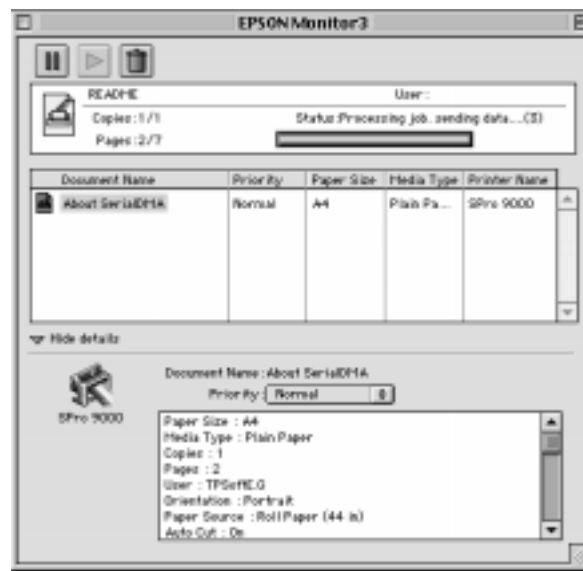 EPSON Monitor3
README User:
Copies:1/1 Status:Processing job. sending data...(3)
Pages:2/7
Document Name Priority Paper Size Media Type Printer Name
About SerialDMA Normal A4 Plain Pa... SPro 9000
Hide details
Document Name:About SerialDMA
Priority: Normal
SPro 9000
Paper Size : A4
Media Type : Plain Paper
Copies : 1
Pages : 2
User : TPSoftE.G
Orientation : Portrait
Paper Source : Roll Paper (44 in)
Auto Cut : On